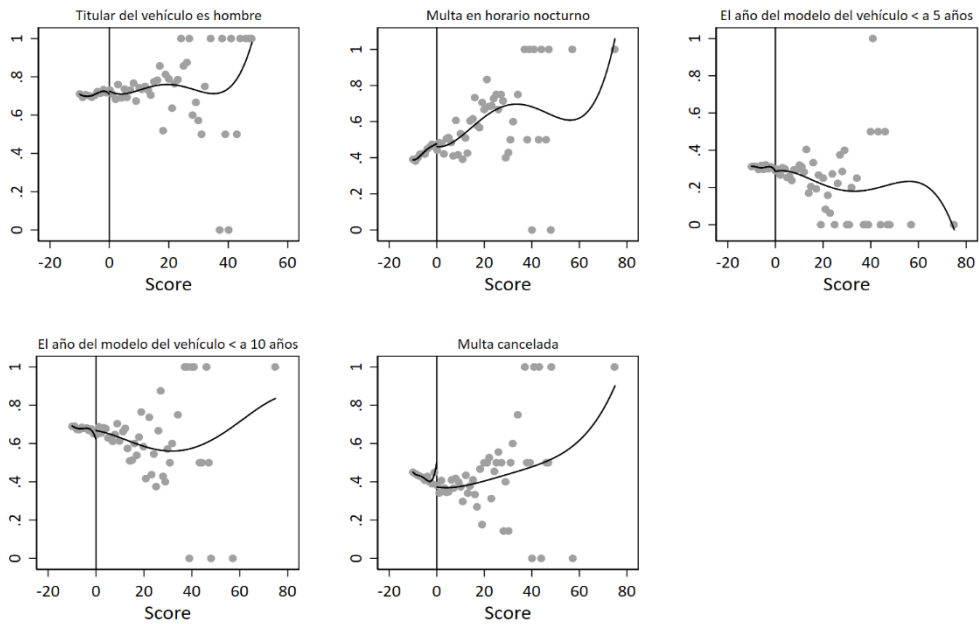 Titular del vehículo es hombre
1
.8
.6
.4
.2
0
-20 0 20 40 60
Score
Multa en horario nocturno
1
.8
.6
.4
.2
0
-20 0 20 40 60 80
Score
El año del modelo del vehículo < a 5 años
1
.8
.6
.4
.2
0
-20 0 20 40 60 80
Score
El año del modelo del vehículo < a 10 años
1
.8
.6
.4
.2
0
-20 0 20 40 60 80
Score
Multa cancelada
1
.8
.6
.4
.2
0
-20 0 20 40 60 80
Score